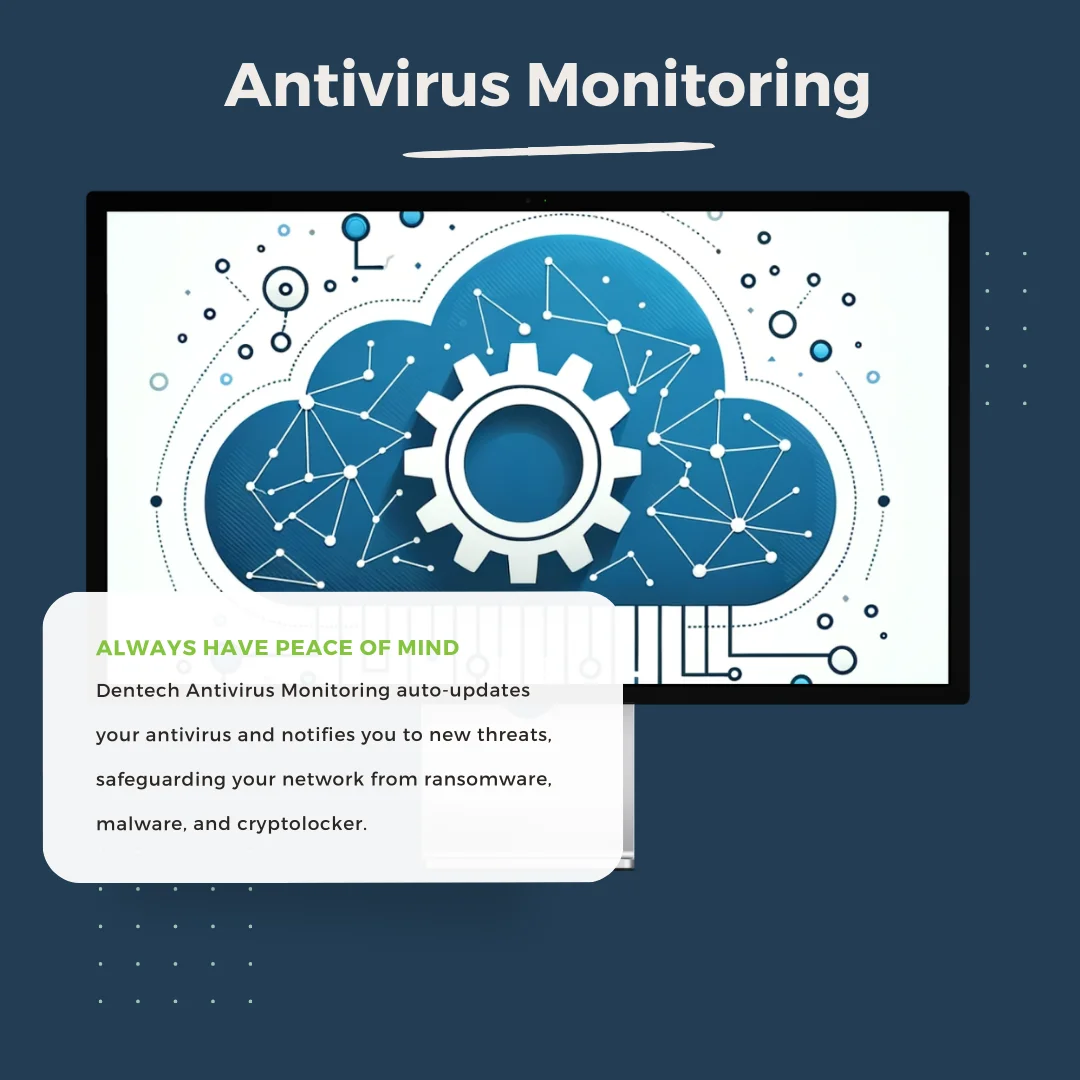 Antivirus Monitoring
ALWAYS HAVE PEACE OF MIND
Dentech Antivirus Monitoring auto-updates
your antivirus and notifies you to new threats,
safeguarding your network from ransomware,
malware, and cryptolocker.